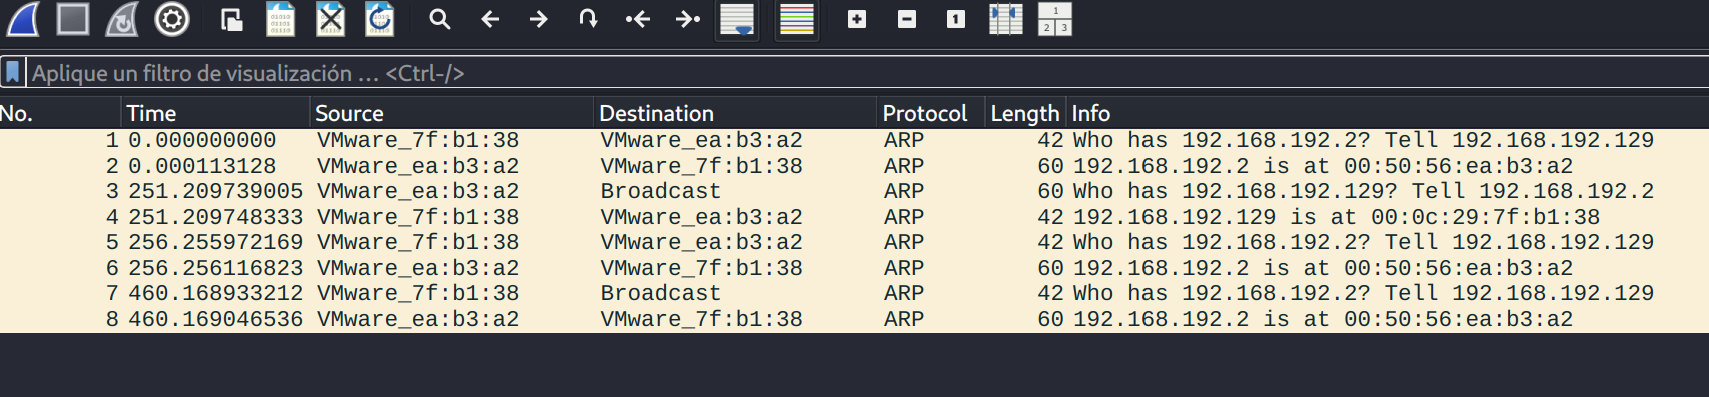 Aplique un filtro de visualización … <Ctrl-/>
No. Time Source Destination Protocol Length Info
1 0.000000000 VMware_7f:b1:38 VMware_ea:b3:a2 ARP 42 Who has 192.168.192.2? Tell 192.168.192.129
2 0.000113128 VMware_ea:b3:a2 VMware_7f:b1:38 ARP 60 192.168.192.2 is at 00:50:56:ea:b3:a2
3 251.209739005 VMware_ea:b3:a2 Broadcast ARP 60 Who has 192.168.192.129? Tell 192.168.192.2
4 251.209748333 VMware_7f:b1:38 VMware_ea:b3:a2 ARP 42 192.168.192.129 is at 00:0c:29:7f:b1:38
5 256.255972169 VMware_7f:b1:38 VMware_ea:b3:a2 ARP 42 Who has 192.168.192.2? Tell 192.168.192.129
6 256.256116823 VMware_ea:b3:a2 VMware_7f:b1:38 ARP 60 192.168.192.2 is at 00:50:56:ea:b3:a2
7 460.168933212 VMware_7f:b1:38 Broadcast ARP 42 Who has 192.168.192.2? Tell 192.168.192.129
8 460.169046536 VMware_ea:b3:a2 VMware_7f:b1:38 ARP 60 192.168.192.2 is at 00:50:56:ea:b3:a2